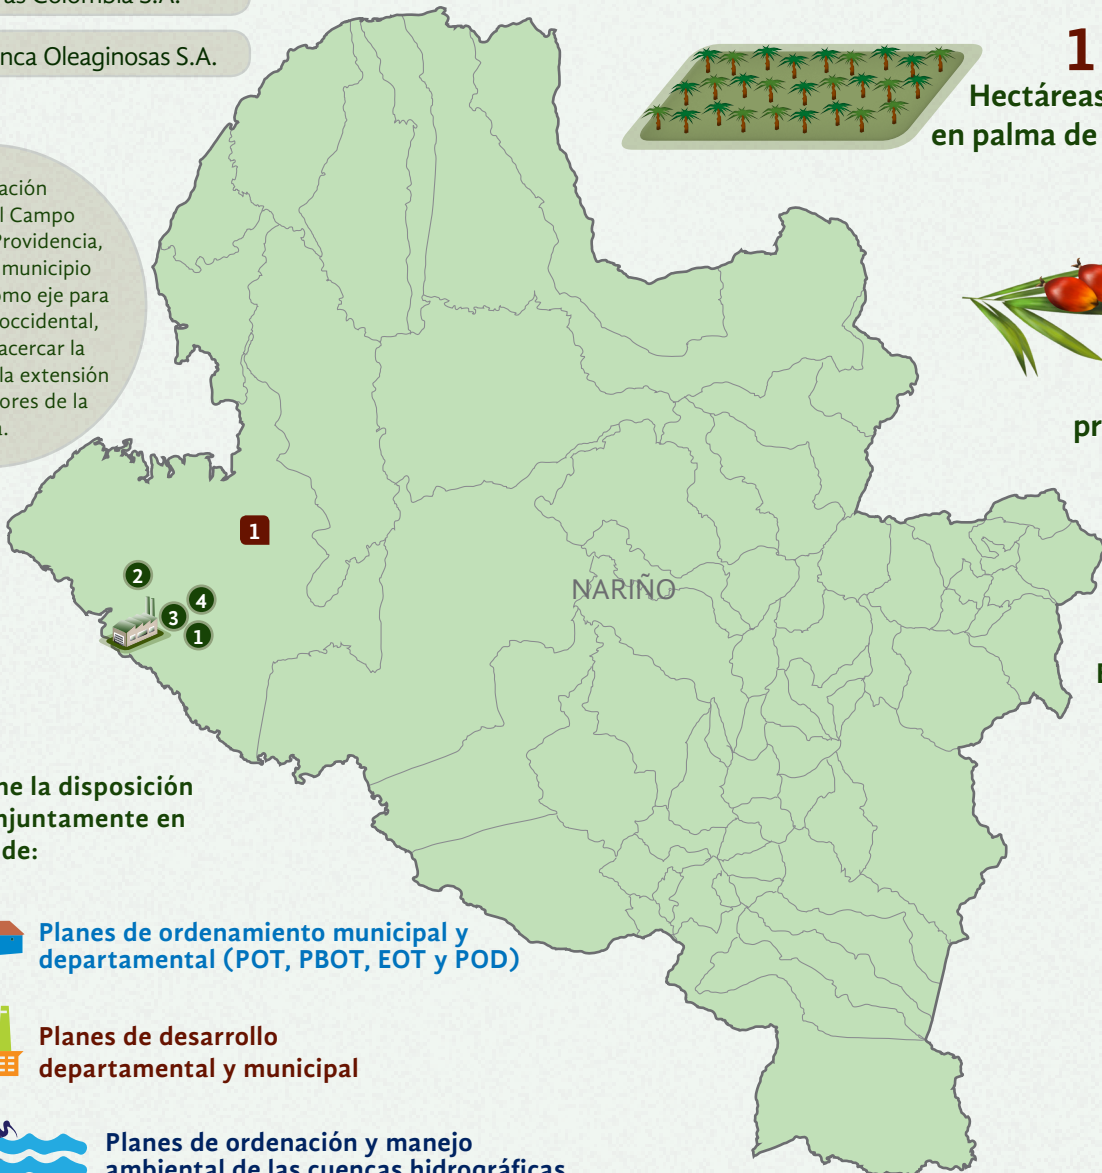 as Colombia S.A.
nca Oleaginosas S.A.
1
Hectáreas
en palma de
ación
l Campo
Providencia,
municipio
omo eje para
occidental,
acercar la
la extensión
ores de la
a.
pr
1
2
4
3
1
NARIÑO
E
ne la disposición
njuntamente en
de:
Planes de ordenamiento municipal y
departamental (POT, PBOT, EOT y POD)
Planes de desarrollo
departamental y municipal
Planes de ordenación y manejo
ambiental de las cuencas hidrográficas